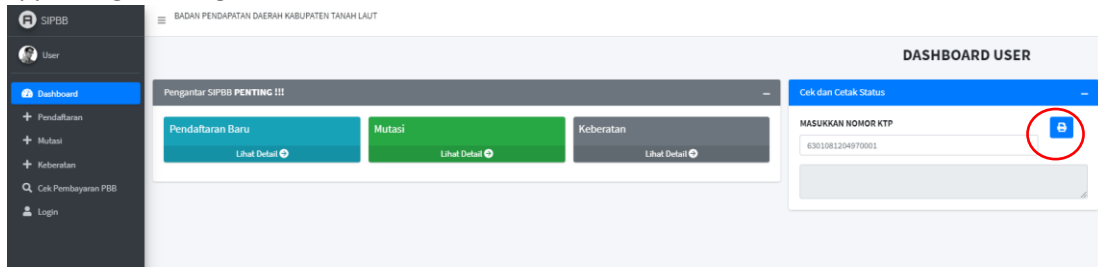 SIPBB
BADAN PENDAPATAN DAERAH KABUPATEN TANAH LAUT
User
DASHBOARD USER
Dashboard
Pendaftaran
Mutasi
Keberatan
Cek Pembayaran PBB
Login
Pengantar SIPBB PENTING !!!
Pendaftaran Baru
Lihat Detail
Mutasi
Lihat Detail
Keberatan
Lihat Detail
Cek dan Cetak Status
MASUKKAN NOMOR KTP
6301081204970001